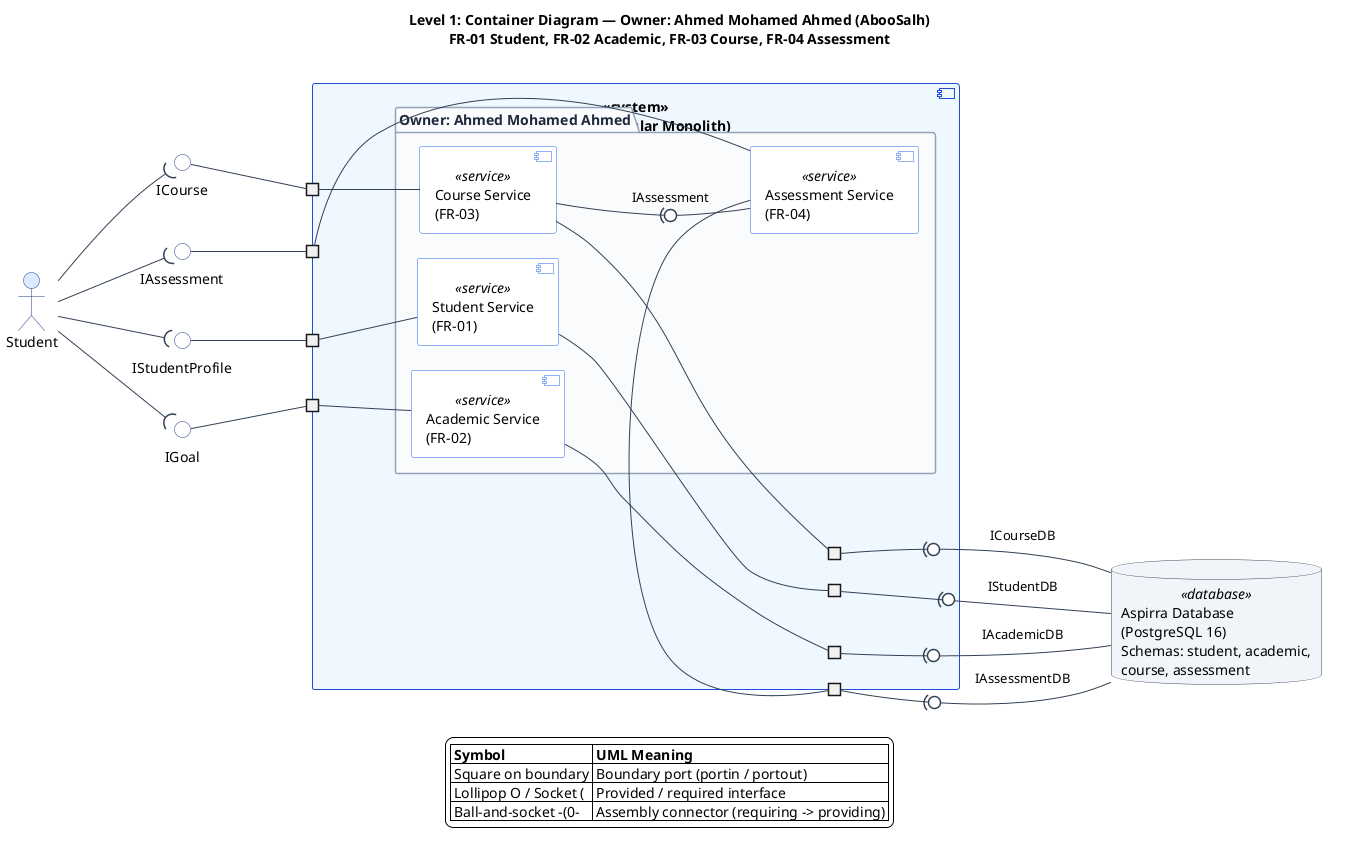 Level 1: Container Diagram — Owner: Ahmed Mohamed Ahmed (AbooSalh)
FR-01 Student, FR-02 Academic, FR-03 Course, FR-04 Assessment
«system»
lar Monolith)
Owner: Ahmed Mohamed Ahmed
«service»
Course Service
(FR-03)
IAssessment
«service»
Assessment Service
(FR-04)
ICourse
IAssessment
«service»
Student Service
(FR-01)
Student
IStudentProfile
«service»
Academic Service
(FR-02)
IGoal
ICourseDB
IStudentDB
IAcademicDB
IAssessmentDB
«database»
Aspirra Database
(PostgreSQL 16)
Schemas: student, academic,
course, assessment
Symbol UML Meaning
Square on boundary Boundary port (portin / portout)
Lollipop O / Socket ( Provided / required interface
Ball-and-socket -(0- Assembly connector (requiring -> providing)